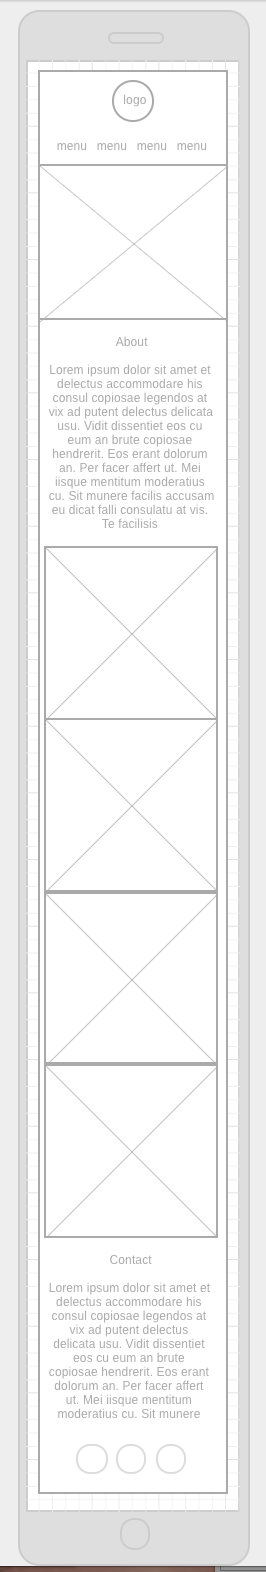 logo
menu menu menu menu
About
Lorem ipsum dolor sit amet et
delectus accommodare his
consul copiosae legendos at
vix ad putent delectus delicata
usu. Vidit dissentiet eos cu
eum an brute copiosae
hendrerit. Eos erant dolorum
an. Per facer affert ut. Mei
iisque mentitum moderatius
cu. Sit munere facilis accusam
eu dicat falli consulatu at vis.
Te facilisis
Contact
Lorem ipsum dolor sit amet et
delectus accommodare his
consul copiosae legendos at
vix ad putent delectus
delicata usu. Vidit dissentiet
eos cu eum an brute
copiosae hendrerit. Eos erant
dolorum an. Per facer affert
ut. Mei iisque mentitum
moderatius cu. Sit munere